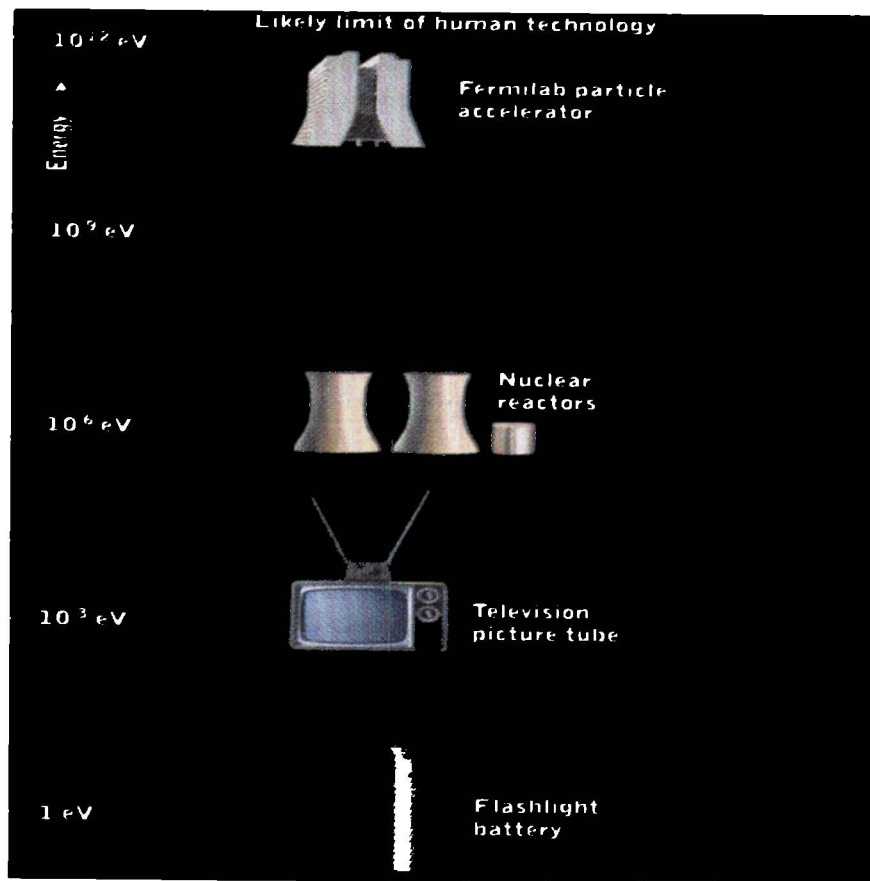 Likely limit of human technology
10¹² eV
Fermilab particle
accelerator
Energy ▲
10⁹ eV
Nuclear
reactors
10⁶ eV
10³ eV
Television
picture tube
1 eV
Flashlight
battery